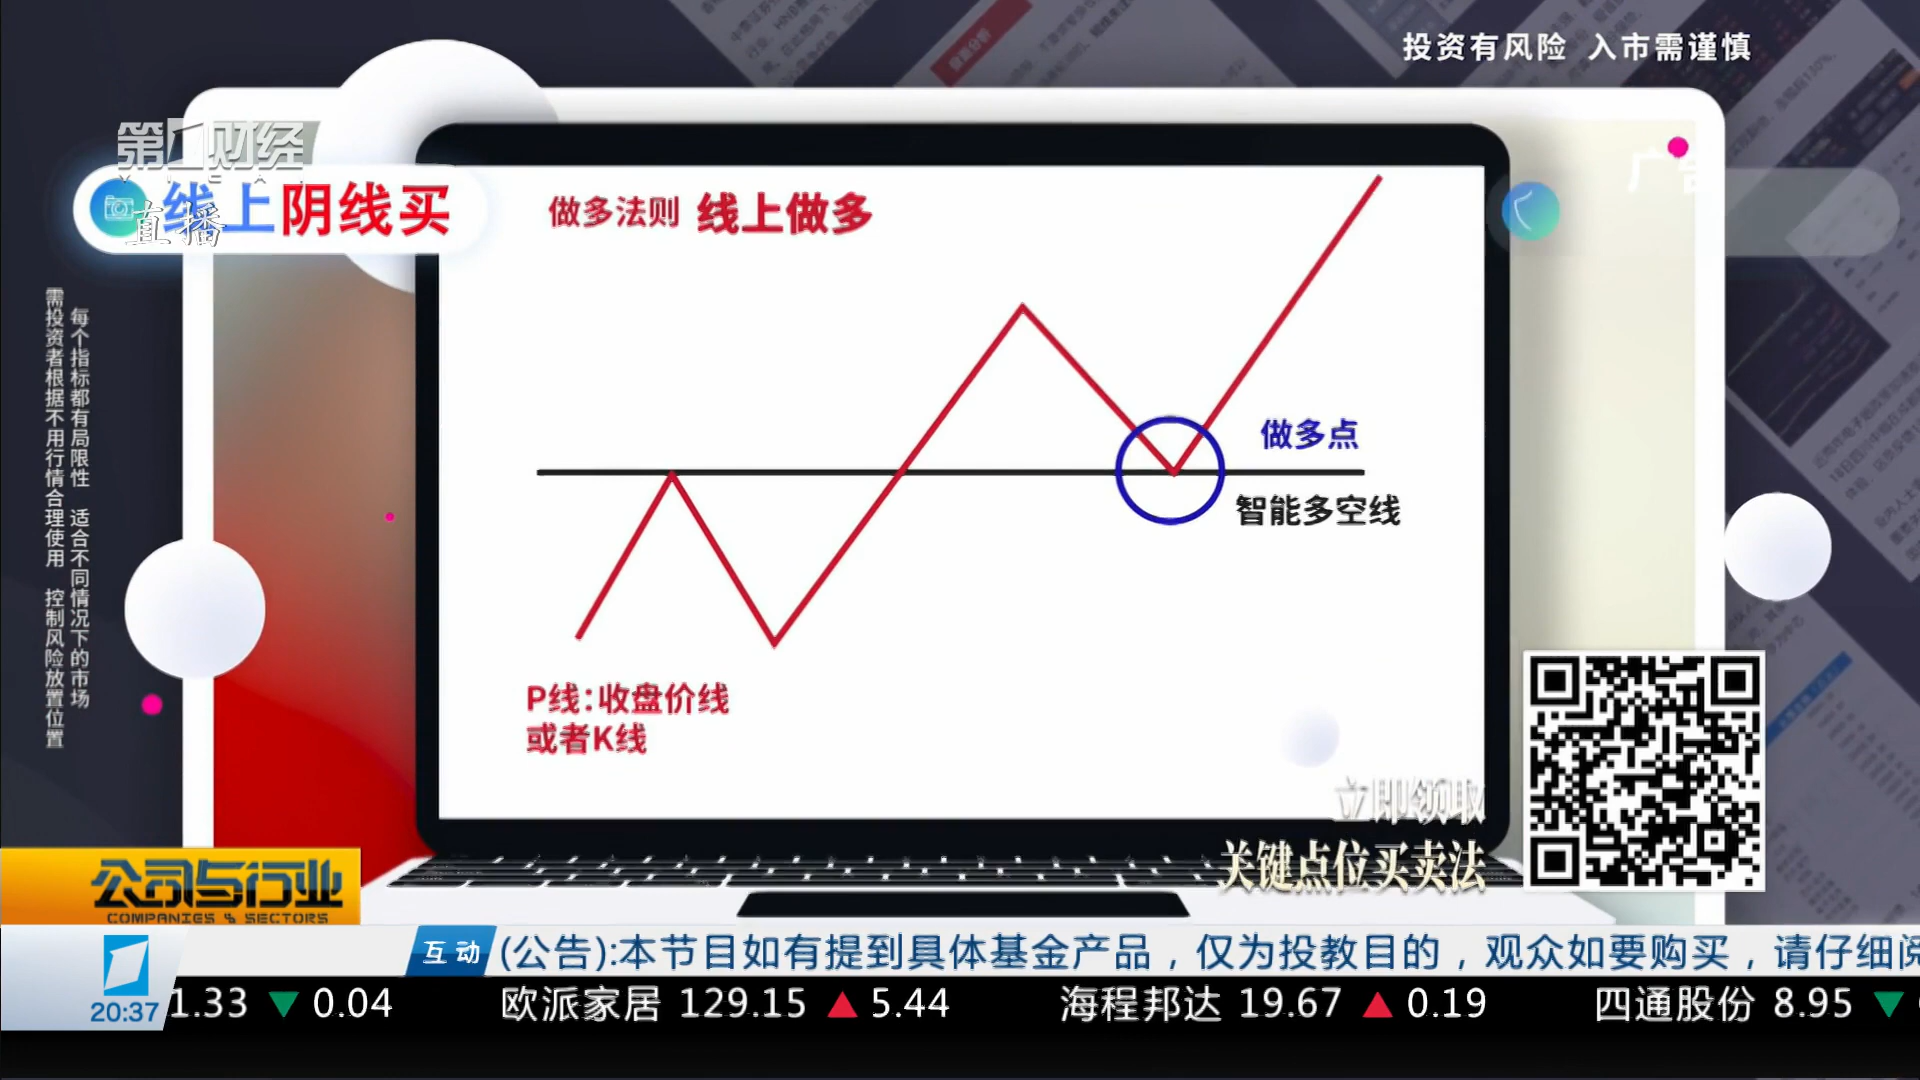 投资有风险 入市需谨慎
第一财经
广告
直播
线上阴线买
做多法则 线上做多
每个指标都有局限性 适合不同情况下的市场
需投资者根据不用行情合理使用 控制风险放置位置
做多点
智能多空线
P线:收盘价线
或者K线
立即领取
关键点位买卖法
公司与行业
COMPANIES & SECTORS
互动 (公告):本节目如有提到具体基金产品，仅为投教目的，观众如要购买，请仔细阅
20:37 1.33 ▼ 0.04 欧派家居 129.15 ▲ 5.44 海程邦达 19.67 ▲ 0.19 四通股份 8.95 ▼